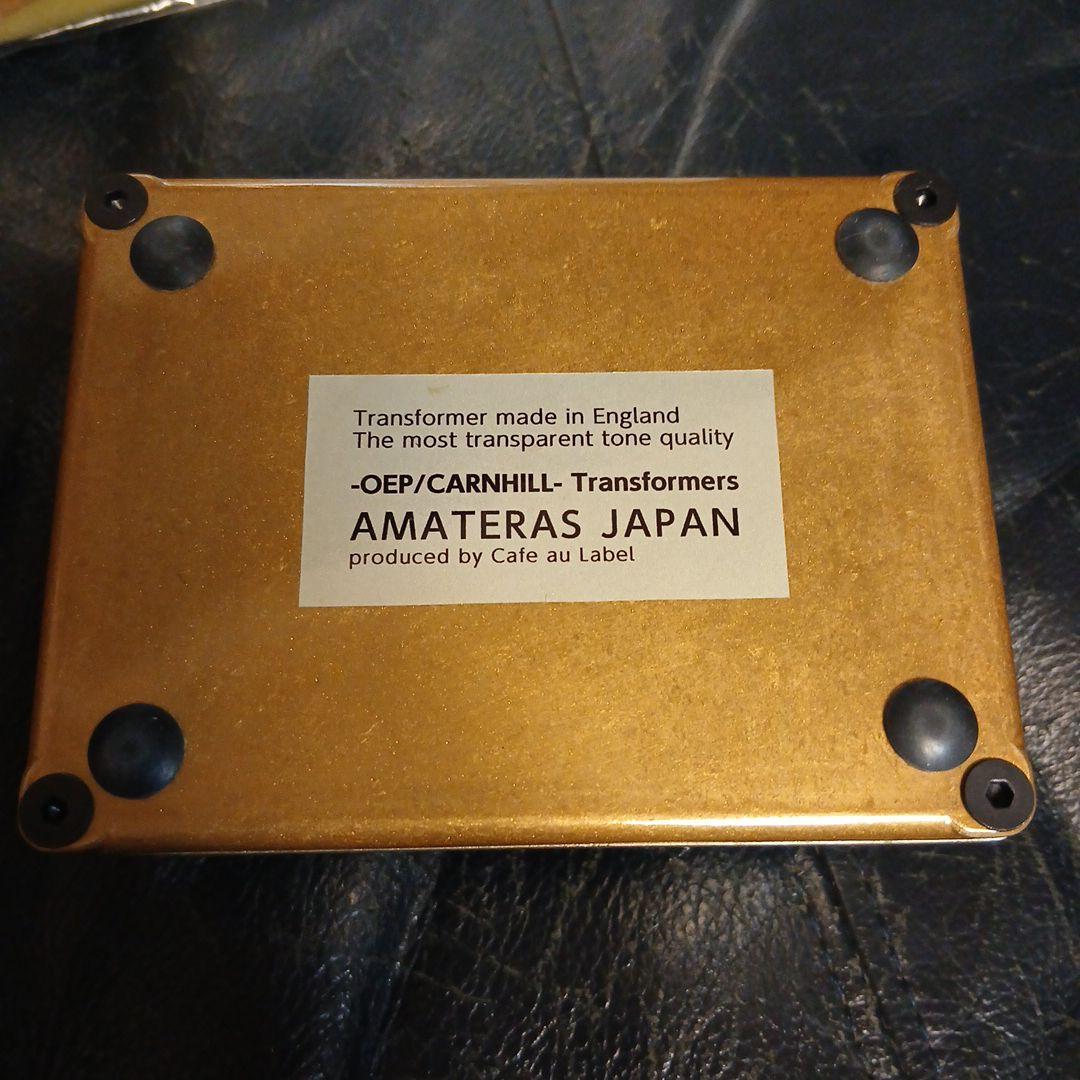 Transformer made in England
The most transparent tone quality
-OEP/CARNHILL- Transformers
AMATERAS JAPAN
produced by Cafe au Label